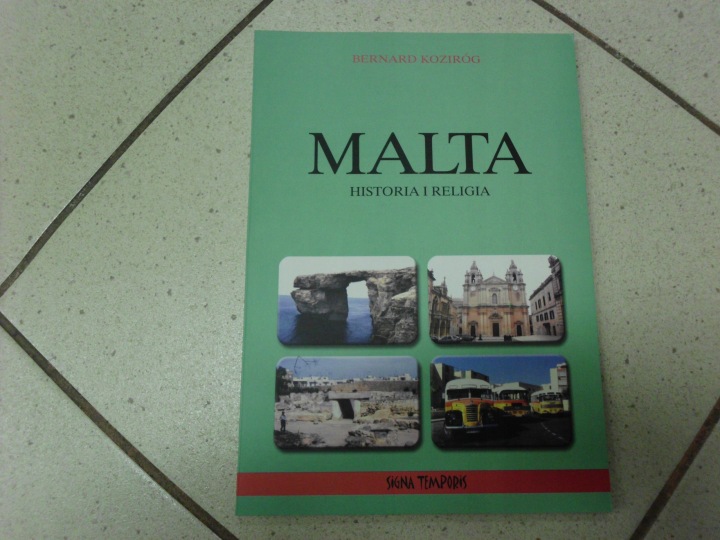 BERNARD KOZIRÓG
MALTA
HISTORIA I RELIGIA
SIGNA TEMPORIS